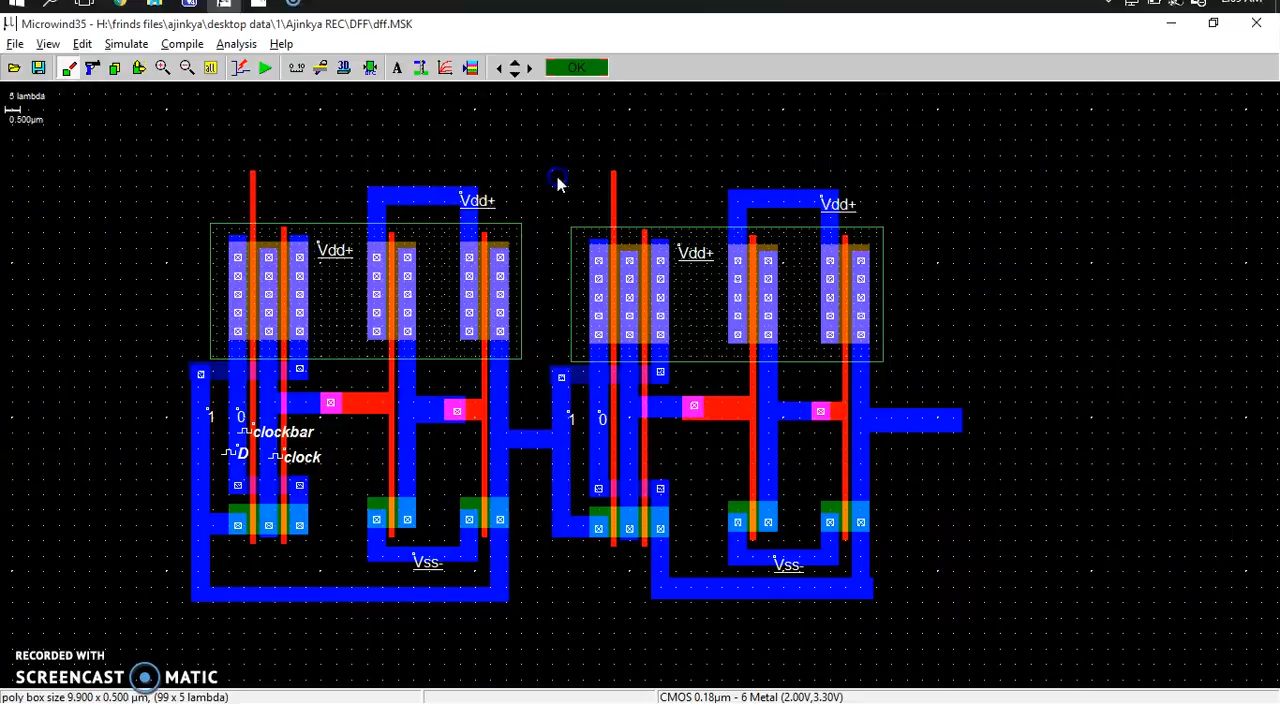 Microwind35 - H:\frinds files\ajinkya\desktop data\1\Ajinkya REC\DFF\dff.MSK
File View Edit Simulate Compile Analysis Help
OK
5 lambda
0.500µm
Vdd+
Vdd+
Vdd+
Vdd+
1 0
clockbar
D
clock
1 0
Vss-
Vss-
RECORDED WITH
SCREENCAST MATIC
poly box size 9.900 x 0.500 µm, (99 x 5 lambda)
CMOS 0.18µm - 6 Metal (2.00V,3.30V)